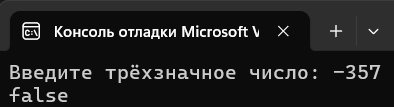 Консоль отладки Microsoft V
Введите трёхзначное число: -357
false